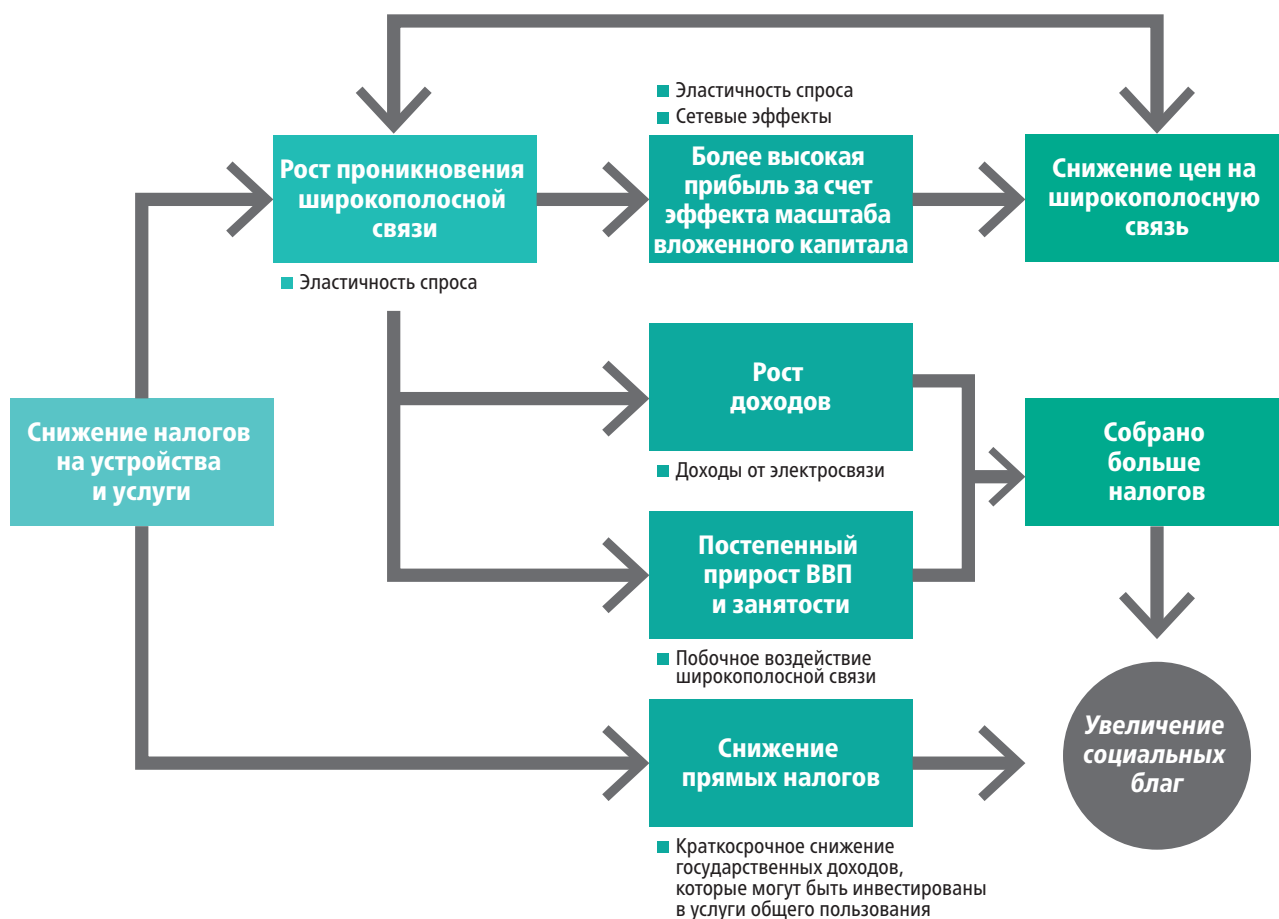 Эластичность спроса
Сетевые эффекты
Рост проникновения
широкополосной
связи
Более высокая
прибыль за счет
эффекта масштаба
вложенного капитала
Снижение цен на
широкополосную
связь
Эластичность спроса
Рост
доходов
Снижение налогов
на устройства
и услуги
Собрано
больше
налогов
Доходы от электросвязи
Постепенный
прирост ВВП
и занятости
Побочное воздействие
широкополосной связи
Увеличение
социальных
благ
Снижение
прямых налогов
Краткосрочное снижение
государственных доходов,
которые могут быть инвестированы
в услуги общего пользования